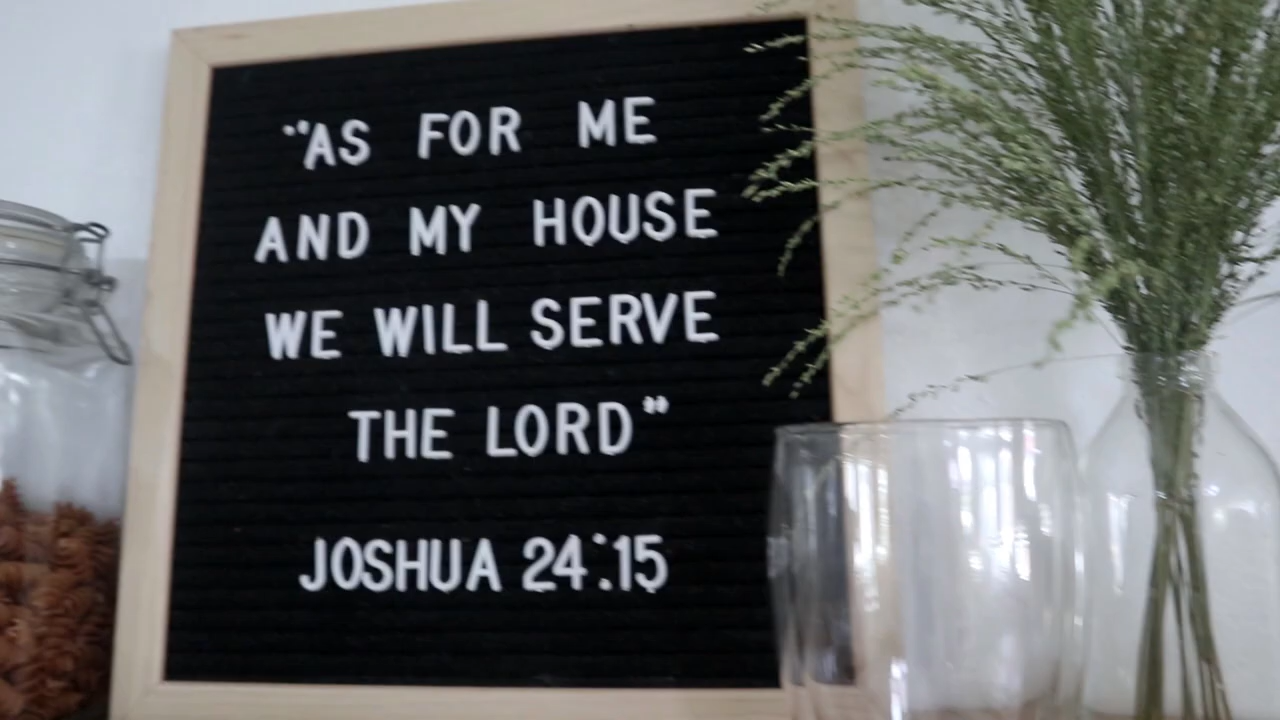 "AS FOR ME
AND MY HOUSE
WE WILL SERVE
THE LORD"
JOSHUA 24:15